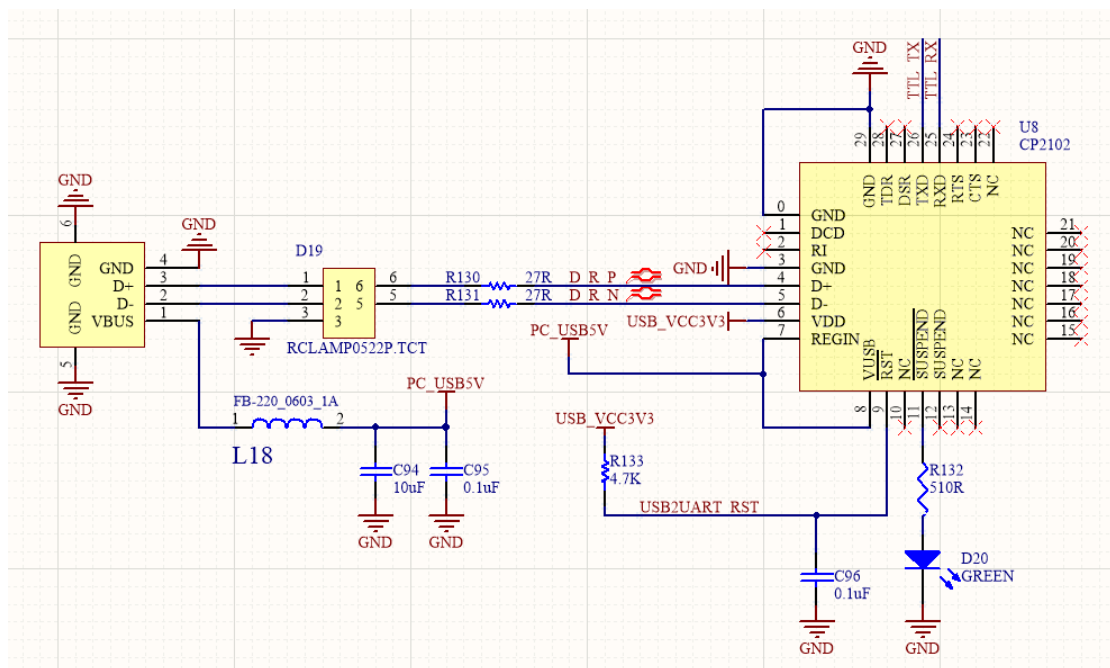 GND
TTL_TX
TTL_RX
U8
CP2102
29
28
27
26
25
24
23
22
GND
TDR
DSR
TXD
RXD
RTS
CTS
NC
0
GND
1
DCD
2
RI
GND
3
GND
D_R_P
4
D+
D_R_N
5
D-
USB_VCC3V3
6
VDD
7
REGIN
NC
21
NC
20
NC
19
NC
18
NC
17
NC
16
NC
15
VUSB
RST
NC
SUSPEND
SUSPEND
NC
NC
8
9
10
11
12
13
14
GND
6
GND
GND
4
D+
3
D-
2
VBUS
1
GND
GND
5
GND
GND
D19
1
1
6
6
2
2
5
5
3
3
RCLAMP0522P.TCT
R130
27R
R131
27R
PC_USB5V
PC_USB5V
FB-220_0603_1A
1
2
L18
C94
10uF
C95
0.1uF
GND
GND
USB_VCC3V3
R133
4.7K
USB2UART_RST
C96
0.1uF
GND
R132
510R
D20
GREEN
GND